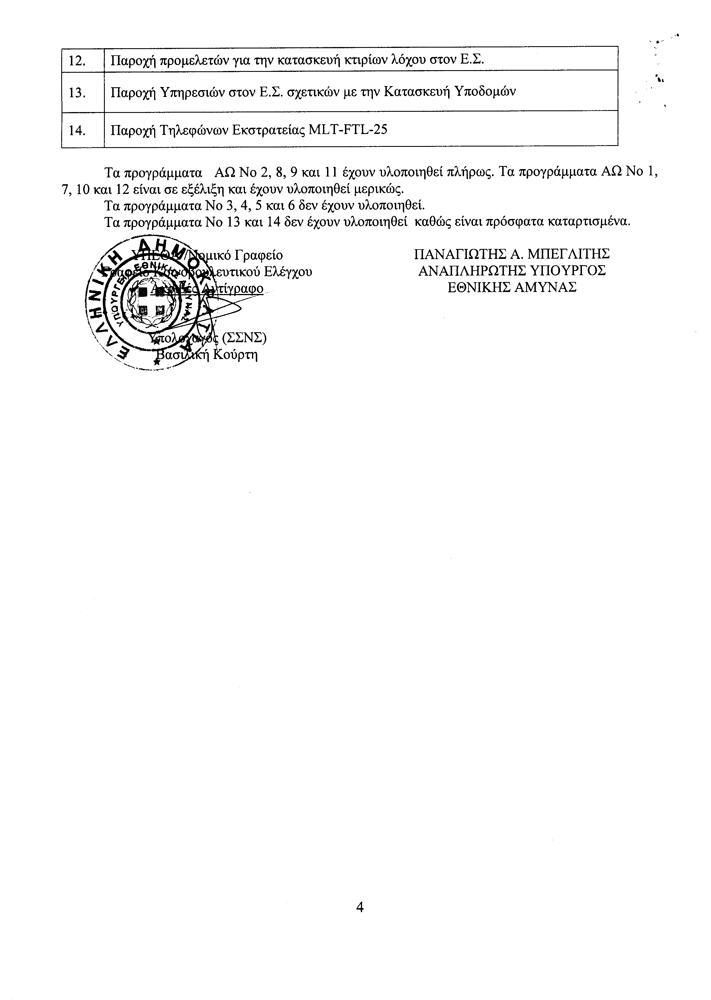 12. Παροχή προμελετών για την κατασκευή κτιρίων λόχου στον Ε.Σ.
13. Παροχή Υπηρεσιών στον Ε.Σ. σχετικών με την Κατασκευή Υποδομών
14. Παροχή Τηλεφώνων Εκστρατείας MLT-FTL-25
Τα προγράμματα ΑΩ Νο 2, 8, 9 και 11 έχουν υλοποιηθεί πλήρως. Τα προγράμματα ΑΩ Νο 1,
7, 10 και 12 είναι σε εξέλιξη και έχουν υλοποιηθεί μερικώς.
Τα προγράμματα Νο 3, 4, 5 και 6 δεν έχουν υλοποιηθεί.
Τα προγράμματα Νο 13 και 14 δεν έχουν υλοποιηθεί καθώς είναι πρόσφατα καταρτισμένα.
ΥΠΕΘΑ/Νομικό Γραφείο
Γραφείο Κοινοβουλευτικού Ελέγχου
Ακριβές Αντίγραφο
Υπολοχαγός (ΣΣΝΣ)
Βασιλική Κούρτη
ΠΑΝΑΓΙΩΤΗΣ Α. ΜΠΕΓΛΙΤΗΣ
ΑΝΑΠΛΗΡΩΤΗΣ ΥΠΟΥΡΓΟΣ
ΕΘΝΙΚΗΣ ΑΜΥΝΑΣ
ΕΛΛΗΝΙΚΗ ΔΗΜΟΚΡΑΤΙΑ
ΥΠΟΥΡΓΕΙΟ ΕΘΝΙΚΗΣ ΑΜΥΝΑΣ
4